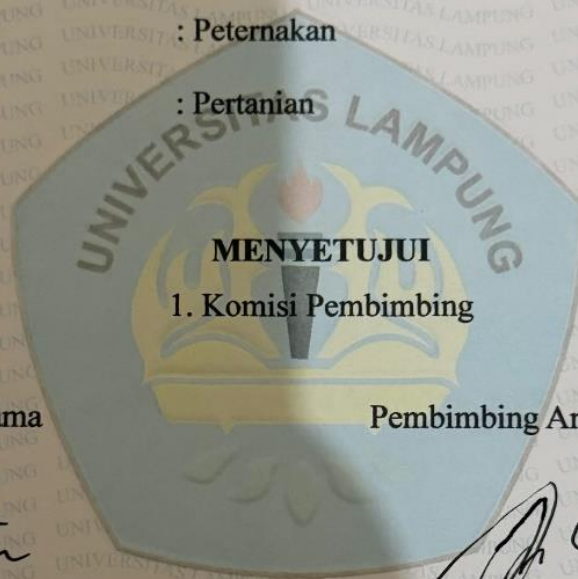 : Peternakan
: Pertanian
UNIVERSITAS LAMPUNG
MENYETUJUI
1. Komisi Pembimbing
Pembimbing